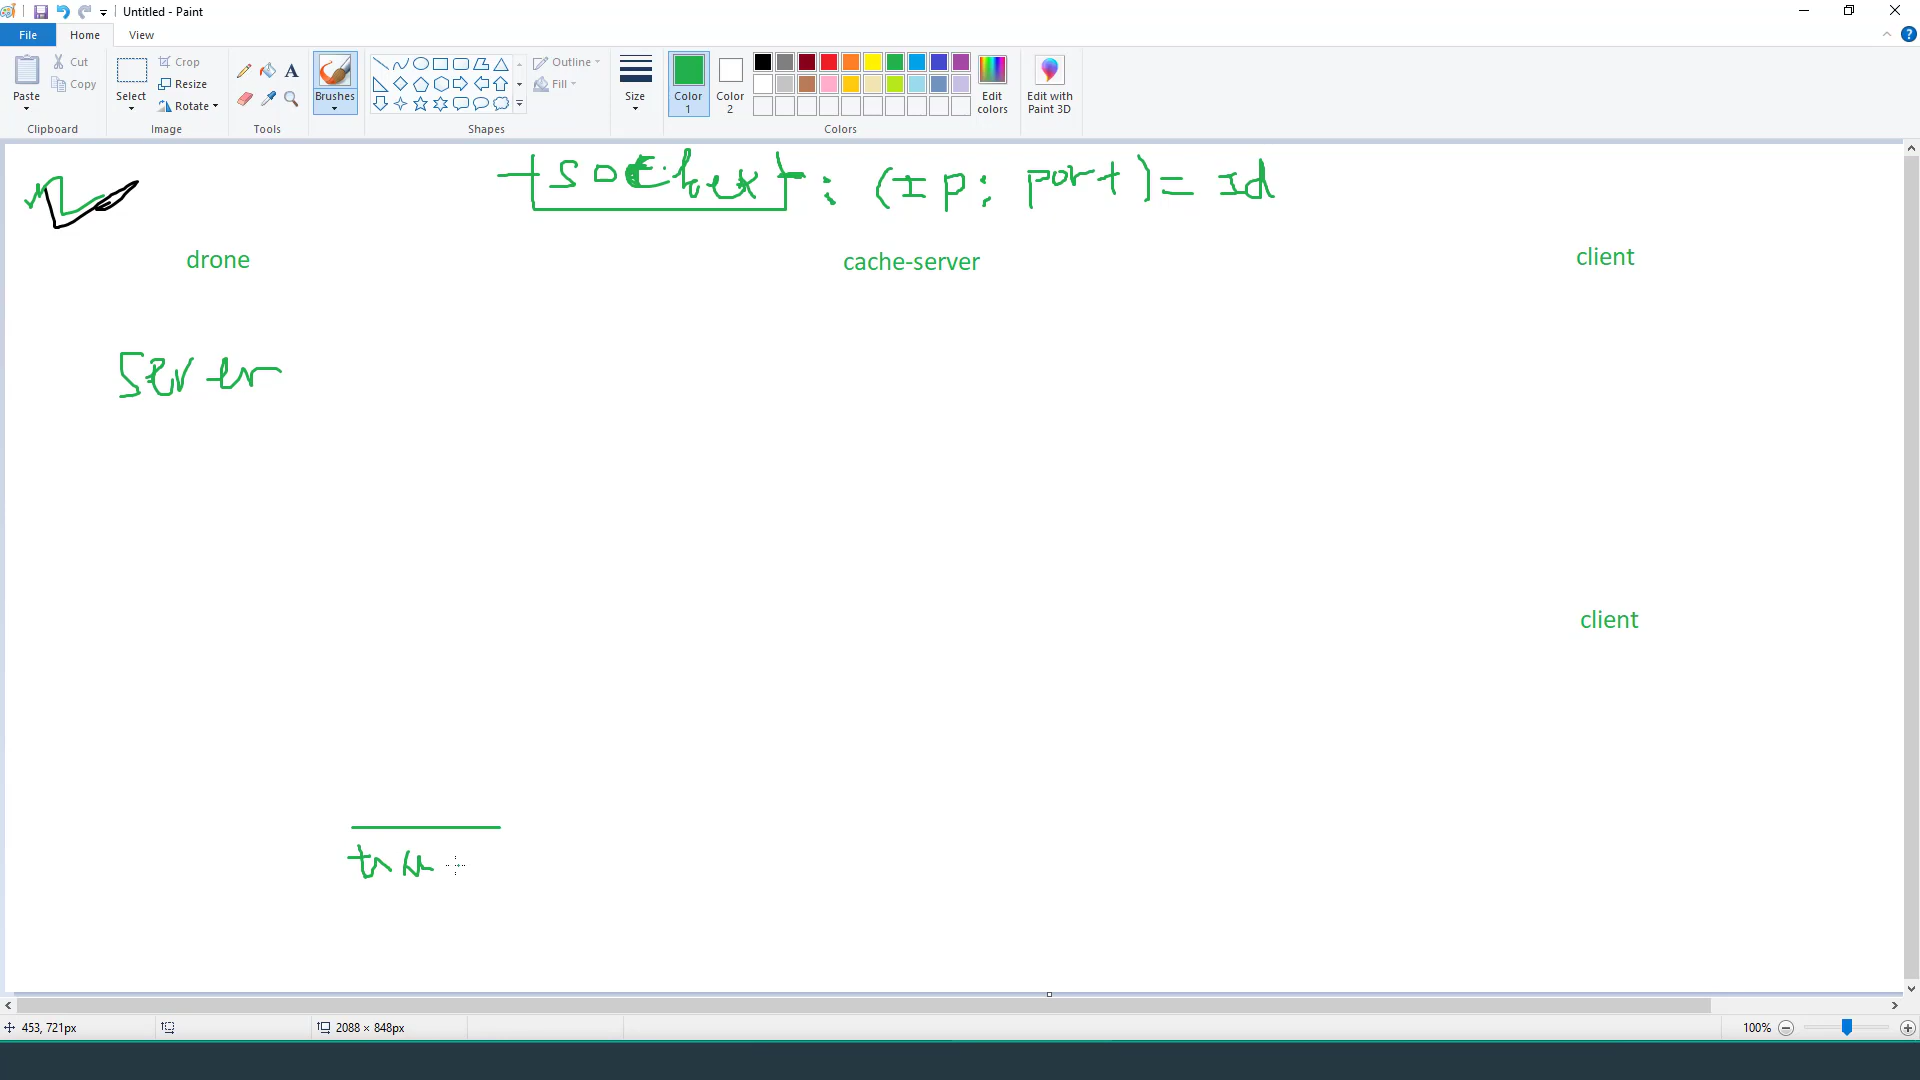 Untitled - Paint
File Home View
Paste
Cut
Copy
Clipboard
Select
Crop
Resize
Rotate
Image
Tools
Brushes
Shapes
Outline
Fill
Size
Color 1
Color 2
Colors
Edit colors
Edit with Paint 3D
: (IP: port) = Id
drone cache-server client
Server
client
453, 721px 2088 × 848px 100%